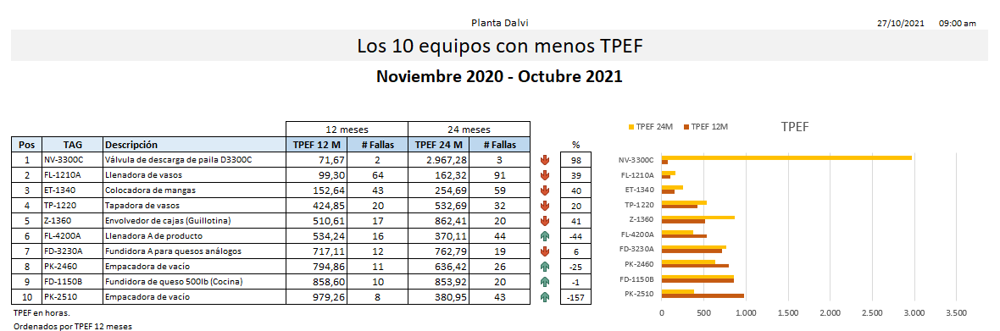 Planta Dalvi 27/10/2021 09:00 am
Los 10 equipos con menos TPEF
Noviembre 2020 - Octubre 2021
12 meses 24 meses
Pos TAG Descripción TPEF 12 M # Fallas TPEF 24 M # Fallas %
1 NV-3300C Válvula de descarga de paila D3300C 71,67 2 2.967,28 3 98
2 FL-1210A Llenadora de vasos 99,30 64 162,32 91 39
3 ET-1340 Colocadora de mangas 152,64 43 254,69 59 40
4 TP-1220 Tapadora de vasos 424,85 20 532,69 32 20
5 Z-1360 Envolvedor de cajas (Guillotina) 510,61 17 862,41 20 41
6 FL-4200A Llenadora A de producto 534,24 16 370,11 44 -44
7 FD-3230A Fundidora A para quesos análogos 717,11 12 762,79 19 6
8 PK-2460 Empacadora de vacío 794,86 11 636,42 26 -25
9 FD-1150B Fundidora de queso 500lb (Cocina) 858,60 10 853,92 20 -1
10 PK-2510 Empacadora de vacío 979,26 8 380,95 43 -157
TPEF en horas.
Ordenados por TPEF 12 meses
TPEF 24M TPEF 12M TPEF
NV-3300C
FL-1210A
ET-1340
TP-1220
Z-1360
FL-4200A
FD-3230A
PK-2460
FD-1150B
PK-2510
0 500 1.000 1.500 2.000 2.500 3.000 3.500